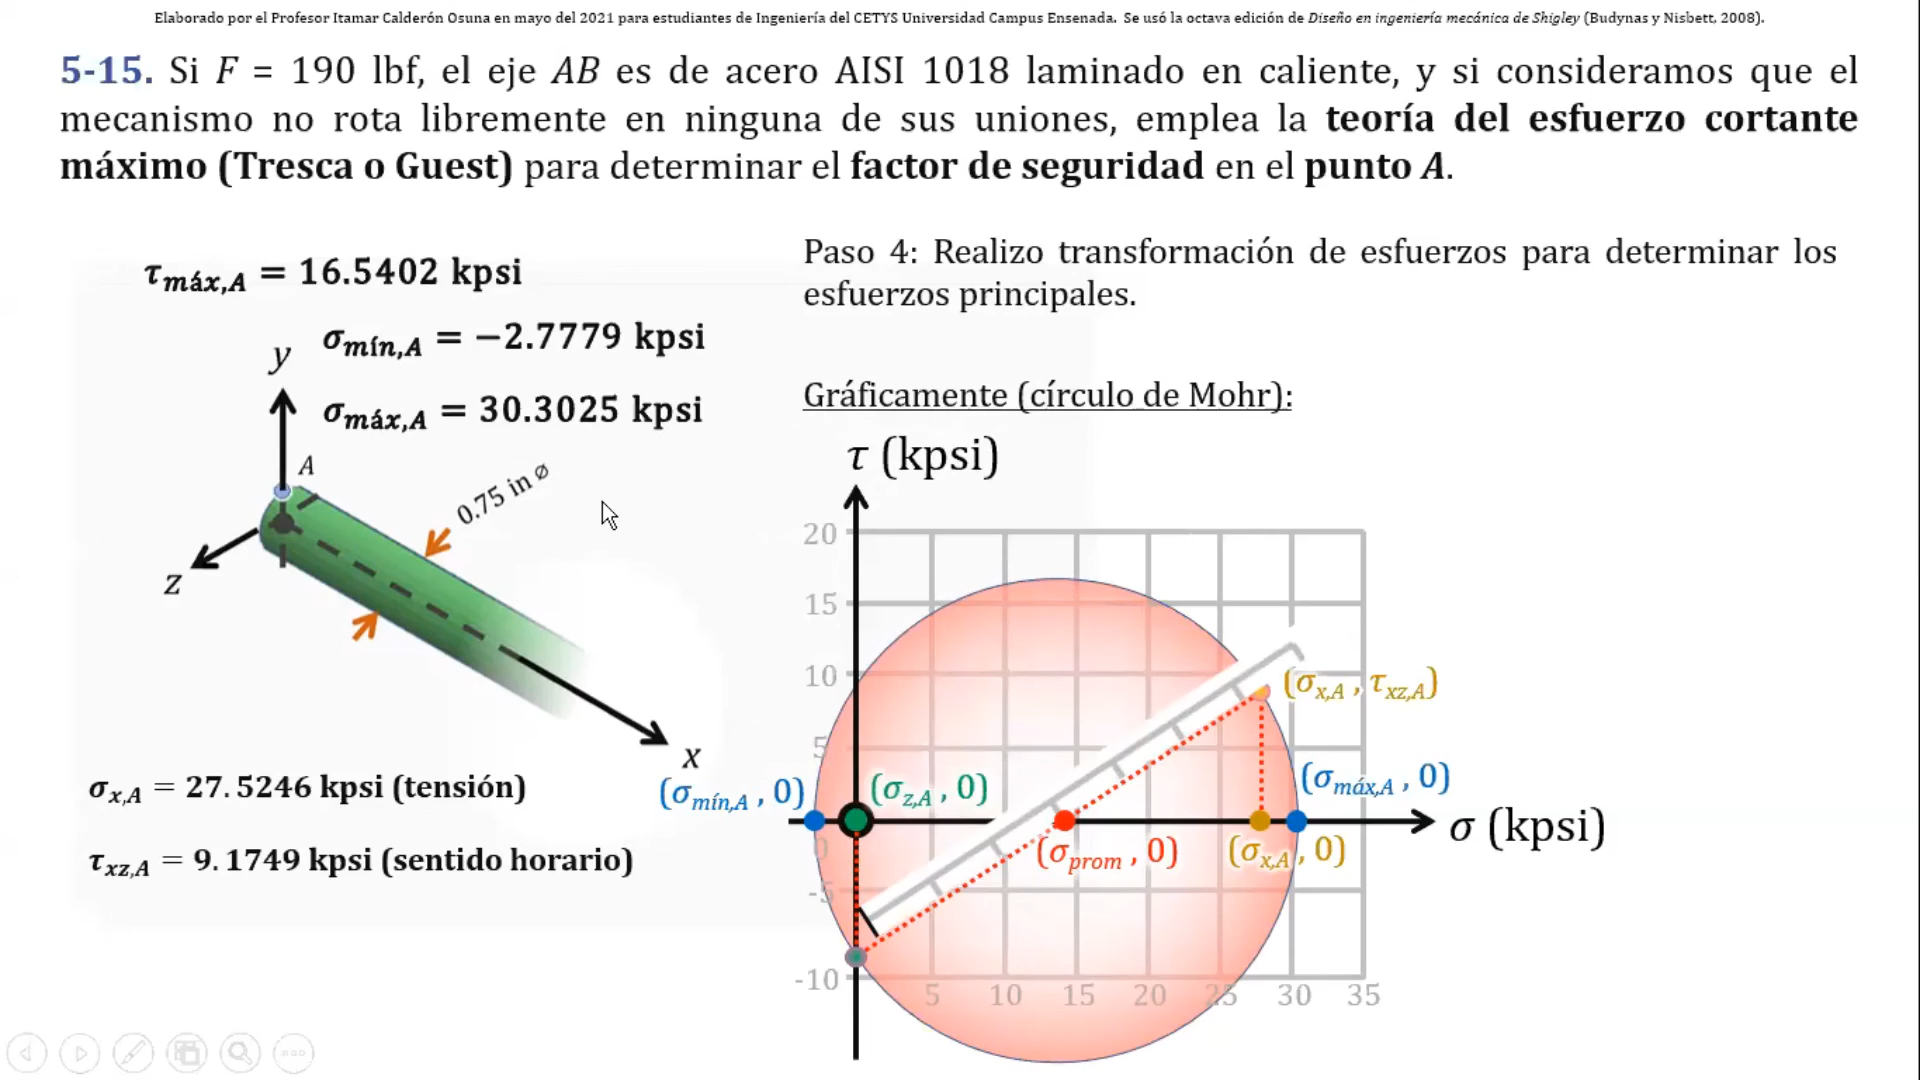 Elaborado por el Profesor Itamar Calderón Osuna en mayo del 2021 para estudiantes de Ingeniería del CETYS Universidad Campus Ensenada. Se usó la octava edición de Diseño en ingeniería mecánica de Shigley (Budynas y Nisbett, 2008).
5-15. Si F = 190 lbf, el eje AB es de acero AISI 1018 laminado en caliente, y si consideramos que el
mecanismo no rota libremente en ninguna de sus uniones, emplea la teoría del esfuerzo cortante
máximo (Tresca o Guest) para determinar el factor de seguridad en el punto A.
τmáx,A = 16.5402 kpsi
σmín,A = −2.7779 kpsi
σmáx,A = 30.3025 kpsi
y
A
0.75 in ⌀
z
x
σx,A = 27.5246 kpsi (tensión)
τxz,A = 9.1749 kpsi (sentido horario)
Paso 4: Realizo transformación de esfuerzos para determinar los
esfuerzos principales.
Gráficamente (círculo de Mohr):
τ (kpsi)
20
15
10
5
0
-5
-10
5 10 15 20 25 30 35
(σx,A , τxz,A)
(σmín,A , 0)
(σz,A , 0)
(σmáx,A , 0)
(σprom , 0)
(σx,A , 0)
σ (kpsi)